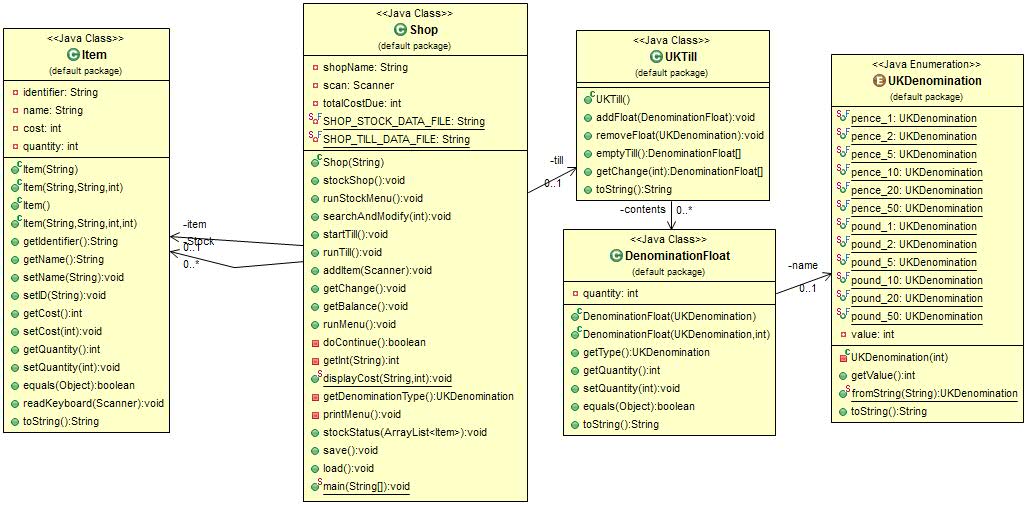 <<Java Class>>
Item
(default package)
identifier: String
name: String
cost: int
quantity: int
Item(String)
Item(String,String,int)
Item()
Item(String,String,int,int)
getIdentifier():String
getName():String
setName(String):void
setID(String):void
getCost():int
setCost(int):void
getQuantity():int
setQuantity(int):void
equals(Object):boolean
readKeyboard(Scanner):void
toString():String
-item
0..1
-Stock
0..*
<<Java Class>>
Shop
(default package)
shopName: String
scan: Scanner
totalCostDue: int
SHOP_STOCK_DATA_FILE: String
SHOP_TILL_DATA_FILE: String
Shop(String)
stockShop():void
runStockMenu():void
searchAndModify(int):void
startTill():void
runTill():void
addItem(Scanner):void
getChange():void
getBalance():void
runMenu():void
doContinue():boolean
getInt(String):int
displayCost(String,int):void
getDenominationType():UKDenomination
printMenu():void
stockStatus(ArrayList<Item>):void
save():void
load():void
main(String[]):void
-till
0..1
<<Java Class>>
UKTill
(default package)
UKTill()
addFloat(DenominationFloat):void
removeFloat(UKDenomination):void
emptyTill():DenominationFloat[]
getChange(int):DenominationFloat[]
toString():String
-contents
0..*
<<Java Class>>
DenominationFloat
(default package)
quantity: int
DenominationFloat(UKDenomination)
DenominationFloat(UKDenomination,int)
getType():UKDenomination
getQuantity():int
setQuantity(int):void
equals(Object):boolean
toString():String
-name
0..1
<<Java Enumeration>>
UKDenomination
(default package)
pence_1: UKDenomination
pence_2: UKDenomination
pence_5: UKDenomination
pence_10: UKDenomination
pence_20: UKDenomination
pence_50: UKDenomination
pound_1: UKDenomination
pound_2: UKDenomination
pound_5: UKDenomination
pound_10: UKDenomination
pound_20: UKDenomination
pound_50: UKDenomination
value: int
UKDenomination(int)
getValue():int
fromString(String):UKDenomination
toString():String